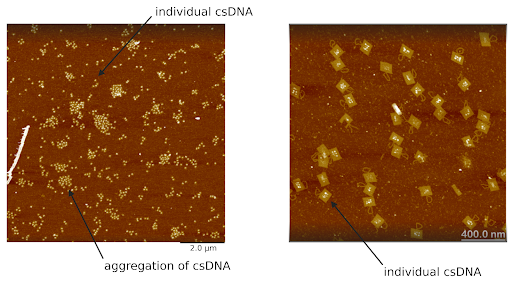 individual csDNA
2.0 µm
400.0 nm
aggregation of csDNA
individual csDNA